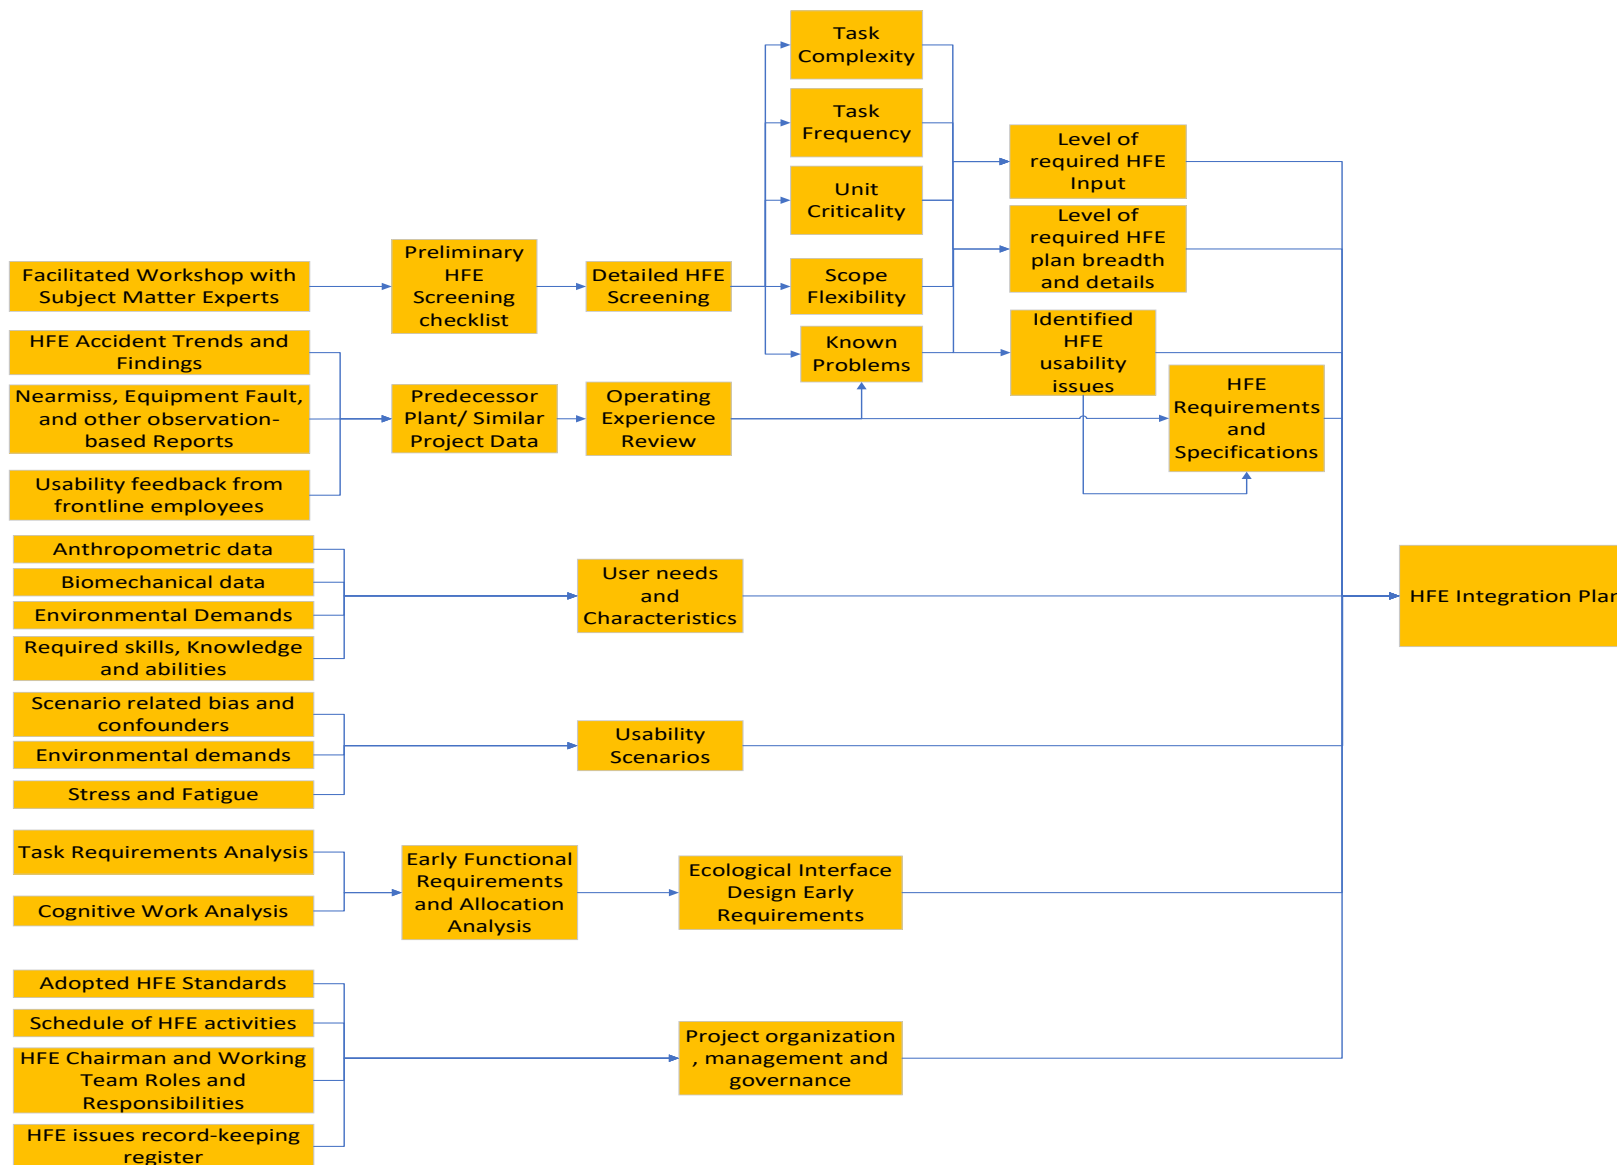 Task
Complexity
Task
Frequency
Unit
Criticality
Scope
Flexibility
Known
Problems
Level of
required HFE
Input
Level of
required HFE
plan breadth
and details
Identified
HFE
usability
issues
HFE
Requirements
and
Specifications
Facilitated Workshop with
Subject Matter Experts
Preliminary
HFE
Screening
checklist
Detailed HFE
Screening
HFE Accident Trends and
Findings
Nearmiss, Equipment Fault,
and other observation-
based Reports
Usability feedback from
frontline employees
Predecessor
Plant/ Similar
Project Data
Operating
Experience
Review
Anthropometric data
Biomechanical data
Environmental Demands
Required skills, Knowledge
and abilities
User needs
and
Characteristics
HFE Integration Plan
Scenario related bias and
confounders
Environmental demands
Stress and Fatigue
Usability
Scenarios
Task Requirements Analysis
Cognitive Work Analysis
Early Functional
Requirements
and Allocation
Analysis
Ecological Interface
Design Early
Requirements
Adopted HFE Standards
Schedule of HFE activities
HFE Chairman and Working
Team Roles and
Responsibilities
HFE issues record-keeping
register
Project organization
, management and
governance